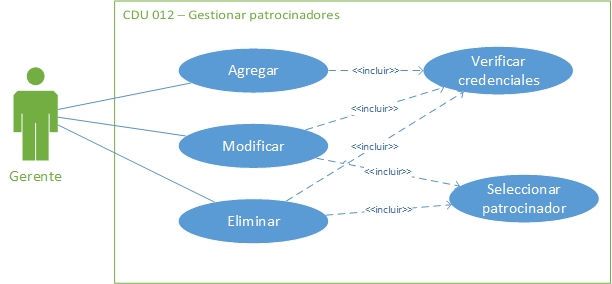 CDU 012 – Gestionar patrocinadores
Agregar
<<incluir>>
Verificar
credenciales
<<incluir>>
Modificar
<<incluir>>
Gerente
<<incluir>>
Seleccionar
patrocinador
Eliminar
<<incluir>>